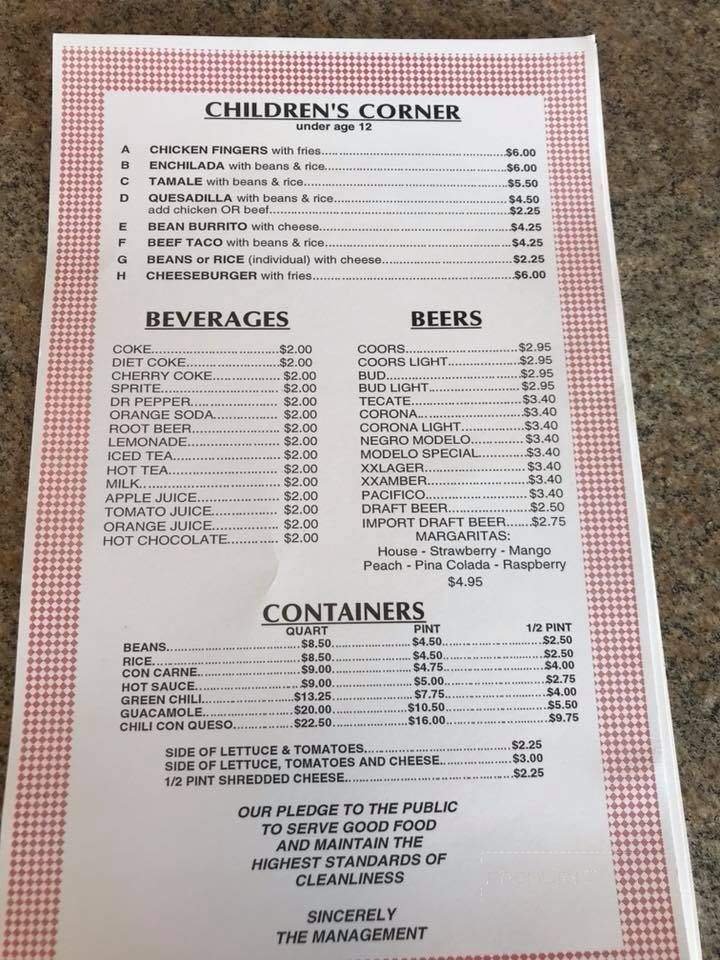 CHILDREN'S CORNER
under age 12
A CHICKEN FINGERS with fries $6.00
B ENCHILADA with beans & rice $6.00
C TAMALE with beans & rice $5.50
D QUESADILLA with beans & rice $4.50
add chicken OR beef $2.25
E BEAN BURRITO with cheese $4.25
F BEEF TACO with beans & rice $4.25
G BEANS or RICE (individual) with cheese $2.25
H CHEESEBURGER with fries $6.00
BEVERAGES
COKE $2.00
DIET COKE $2.00
CHERRY COKE $2.00
SPRITE $2.00
DR PEPPER $2.00
ORANGE SODA $2.00
ROOT BEER $2.00
LEMONADE $2.00
ICED TEA $2.00
HOT TEA $2.00
MILK $2.00
APPLE JUICE $2.00
TOMATO JUICE $2.00
ORANGE JUICE $2.00
HOT CHOCOLATE $2.00
BEERS
COORS $2.95
COORS LIGHT $2.95
BUD $2.95
BUD LIGHT $2.95
TECATE $3.40
CORONA $3.40
CORONA LIGHT $3.40
NEGRO MODELO $3.40
MODELO SPECIAL $3.40
XXLAGER $3.40
XXAMBER $3.40
PACIFICO $3.40
DRAFT BEER $2.50
IMPORT DRAFT BEER $2.75
MARGARITAS:
House - Strawberry - Mango
Peach - Pina Colada - Raspberry
$4.95
CONTAINERS
QUART PINT 1/2 PINT
BEANS $8.50 $4.50 $2.50
RICE $8.50 $4.50 $2.50
CON CARNE $9.00 $4.75 $4.00
HOT SAUCE $9.00 $5.00 $2.75
GREEN CHILI $13.25 $7.75 $4.00
GUACAMOLE $20.00 $10.50 $5.50
CHILI CON QUESO $22.50 $16.00 $9.75
SIDE OF LETTUCE & TOMATOES $2.25
SIDE OF LETTUCE, TOMATOES AND CHEESE $3.00
1/2 PINT SHREDDED CHEESE $2.25
OUR PLEDGE TO THE PUBLIC
TO SERVE GOOD FOOD
AND MAINTAIN THE
HIGHEST STANDARDS OF
CLEANLINESS
SINCERELY
THE MANAGEMENT